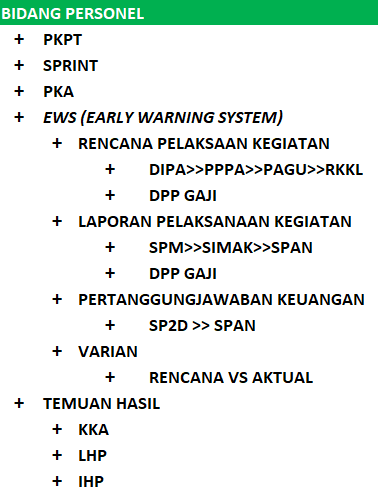 BIDANG PERSONEL
+ PKPT
+ SPRINT
+ PKA
+ EWS (EARLY WARNING SYSTEM)
+ RENCANA PELAKSAAN KEGIATAN
+ DIPA>>PPPA>>PAGU>>RKKL
+ DPP GAJI
+ LAPORAN PELAKSANAAN KEGIATAN
+ SPM>>SIMAK>>SPAN
+ DPP GAJI
+ PERTANGGUNGJAWABAN KEUANGAN
+ SP2D >> SPAN
+ VARIAN
+ RENCANA VS AKTUAL
+ TEMUAN HASIL
+ KKA
+ LHP
+ IHP